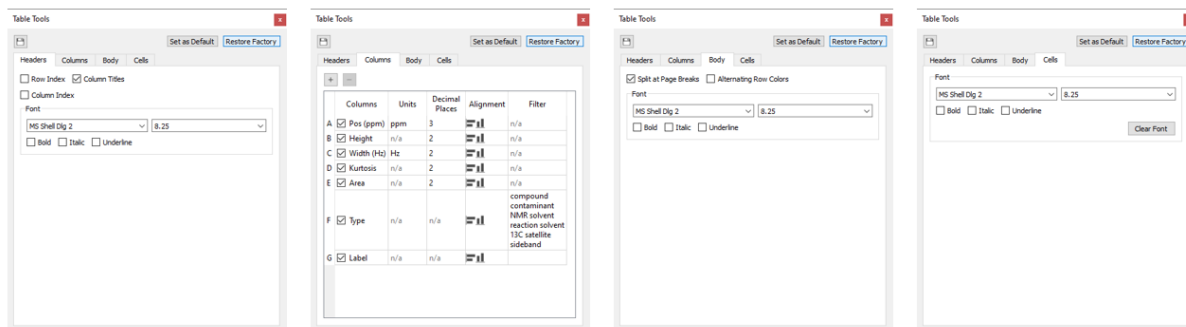 Table Tools
x
Set as Default Restore Factory
Headers Columns Body Cells
Row Index Column Titles
Column Index
Font
MS Shell Dlg 2 8.25
Bold Italic Underline
Table Tools
x
Set as Default Restore Factory
Headers Columns Body Cells
+ -
Columns Units Decimal Places Alignment Filter
A Pos (ppm) ppm 3 n/a
B Height n/a 2 n/a
C Width (Hz) Hz 2 n/a
D Kurtosis n/a 2 n/a
E Area n/a 2 n/a
compound
contaminant
NMR solvent
F Type n/a n/a reaction solvent
13C satellite
sideband
G Label n/a n/a
Table Tools
x
Set as Default Restore Factory
Headers Columns Body Cells
Split at Page Breaks Alternating Row Colors
Font
MS Shell Dlg 2 8.25
Bold Italic Underline
Table Tools
x
Set as Default Restore Factory
Headers Columns Body Cells
Font
MS Shell Dlg 2 8.25
Bold Italic Underline
Clear Font